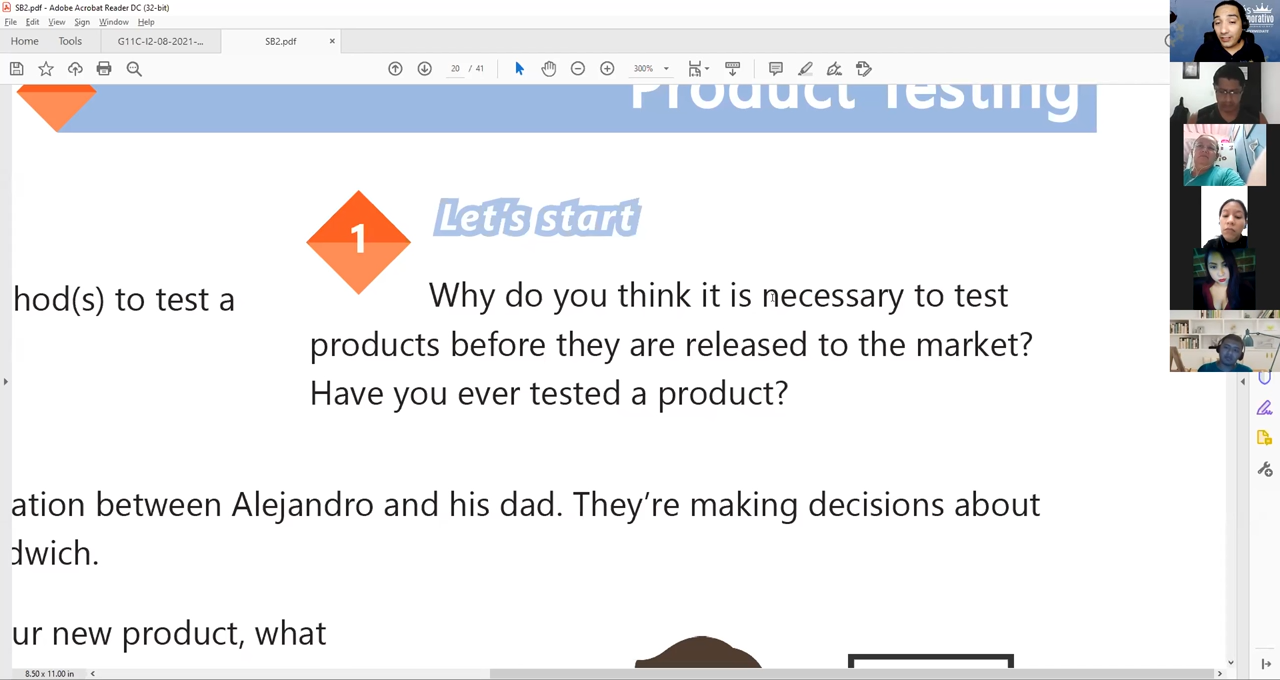 SB2.pdf - Adobe Acrobat Reader DC (32-bit)
File Edit View Sign Window Help
Home Tools G11C-I2-08-2021-... SB2.pdf ×
20 / 41 300%
Product Testing
1 Let's start
hod(s) to test a
Why do you think it is necessary to test
products before they are released to the market?
Have you ever tested a product?
ation between Alejandro and his dad. They're making decisions about
dwich.
ur new product, what
8.50 x 11.00 in